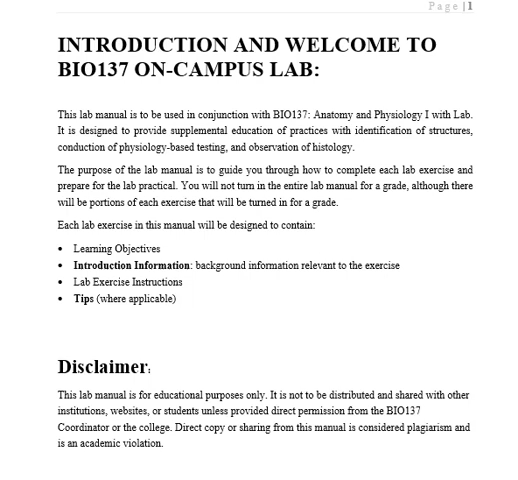 Page | 1
INTRODUCTION AND WELCOME TO
BIO137 ON-CAMPUS LAB:
This lab manual is to be used in conjunction with BIO137: Anatomy and Physiology I with Lab.
It is designed to provide supplemental education of practices with identification of structures,
conduction of physiology-based testing, and observation of histology.
The purpose of the lab manual is to guide you through how to complete each lab exercise and
prepare for the lab practical. You will not turn in the entire lab manual for a grade, although there
will be portions of each exercise that will be turned in for a grade.
Each lab exercise in this manual will be designed to contain:
• Learning Objectives
• Introduction Information: background information relevant to the exercise
• Lab Exercise Instructions
• Tips (where applicable)
Disclaimer:
This lab manual is for educational purposes only. It is not to be distributed and shared with other
institutions, websites, or students unless provided direct permission from the BIO137
Coordinator or the college. Direct copy or sharing from this manual is considered plagiarism and
is an academic violation.